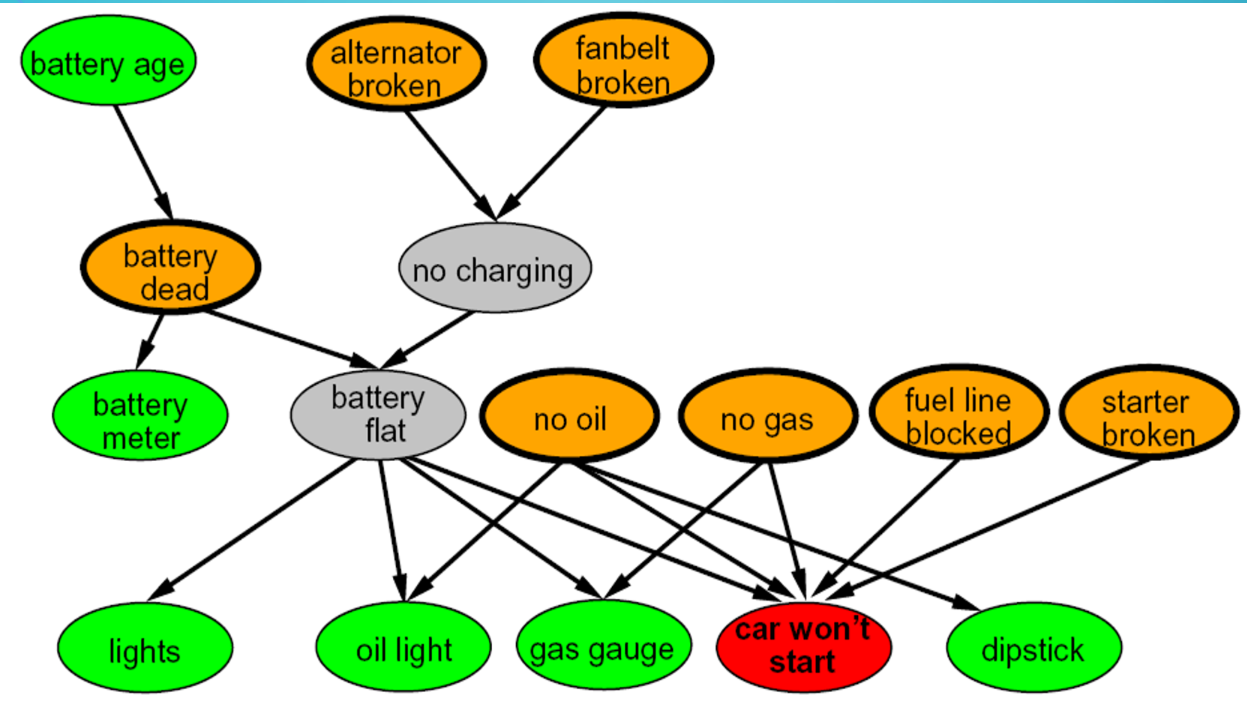 battery age
alternator
broken
fanbelt
broken
battery
dead
no charging
battery
meter
battery
flat
no oil
no gas
fuel line
blocked
starter
broken
lights
oil light
gas gauge
car won't
start
dipstick